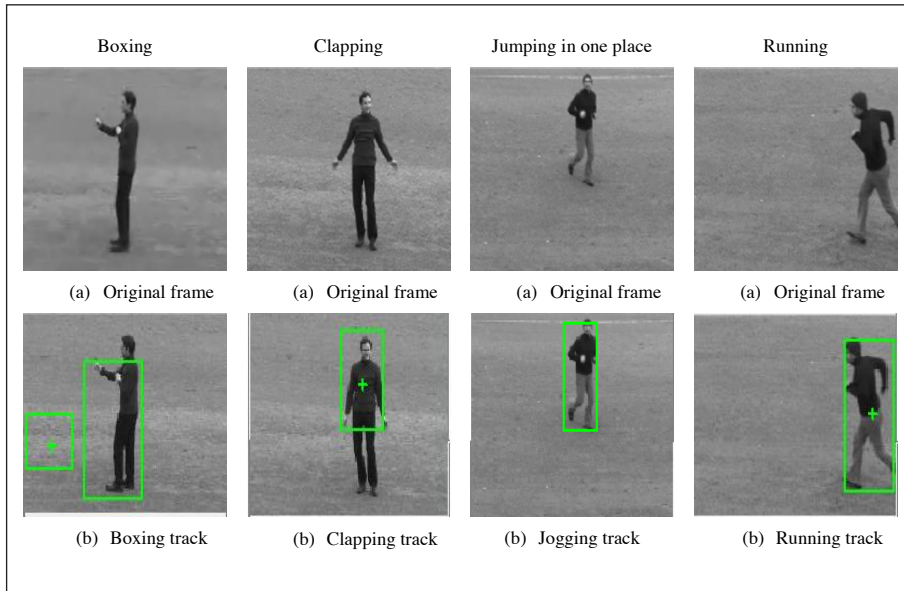 Boxing Clapping Jumping in one place Running
(a) Original frame (a) Original frame (a) Original frame (a) Original frame
(b) Boxing track (b) Clapping track (b) Jogging track (b) Running track